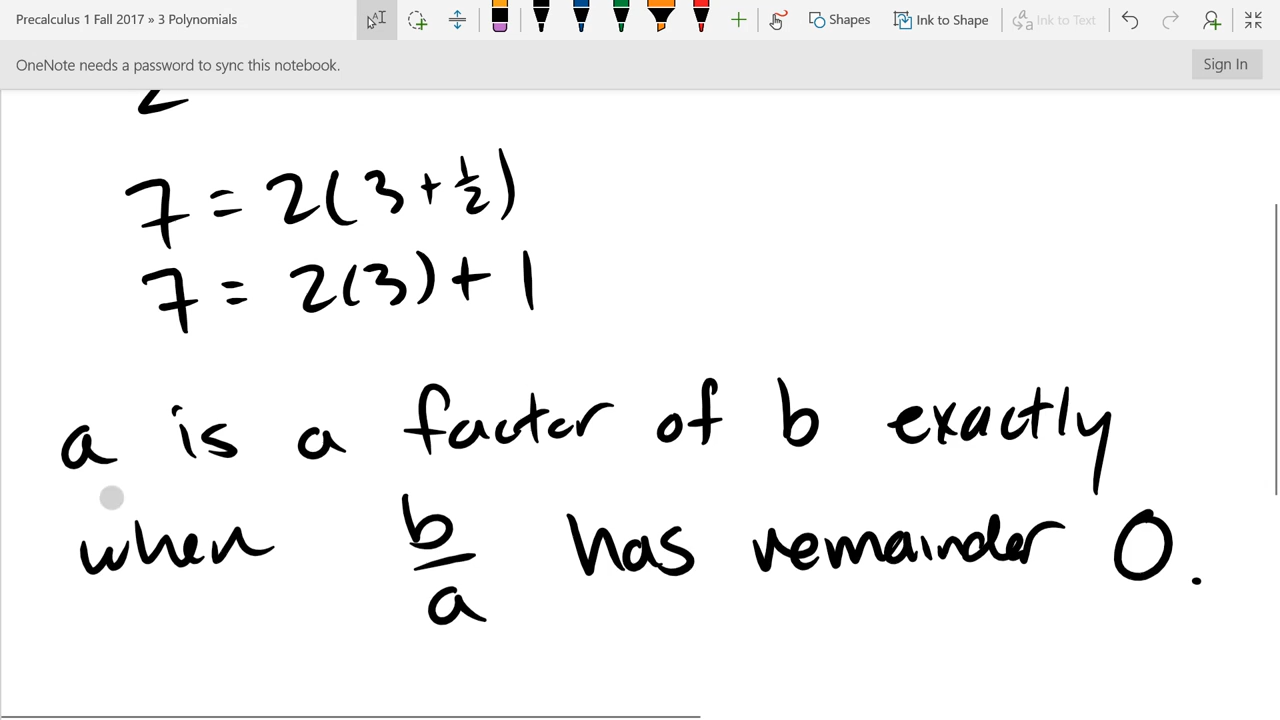 Precalculus 1 Fall 2017 » 3 Polynomials
Shapes Ink to Shape Ink to Text
OneNote needs a password to sync this notebook. Sign In
2
7 = 2(3 + 1/2)
7 = 2(3) + 1
a is a factor of b exactly
when b/a has remainder 0.